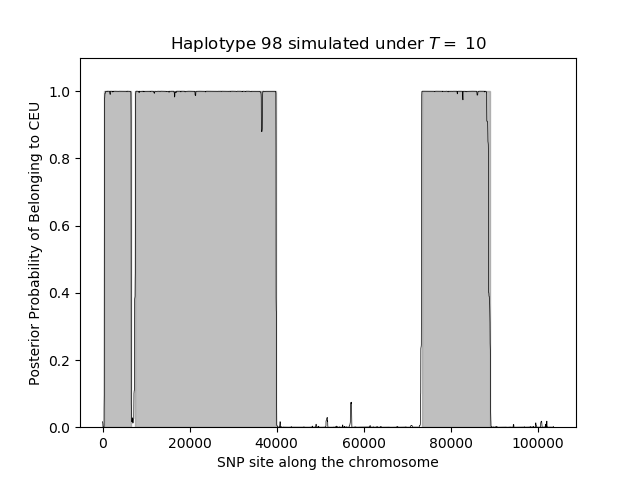 Haplotype 98 simulated under T = 10
Posterior Probability of Belonging to CEU
1.0
0.8
0.6
0.4
0.2
0.0
0 20000 40000 60000 80000 100000
SNP site along the chromosome